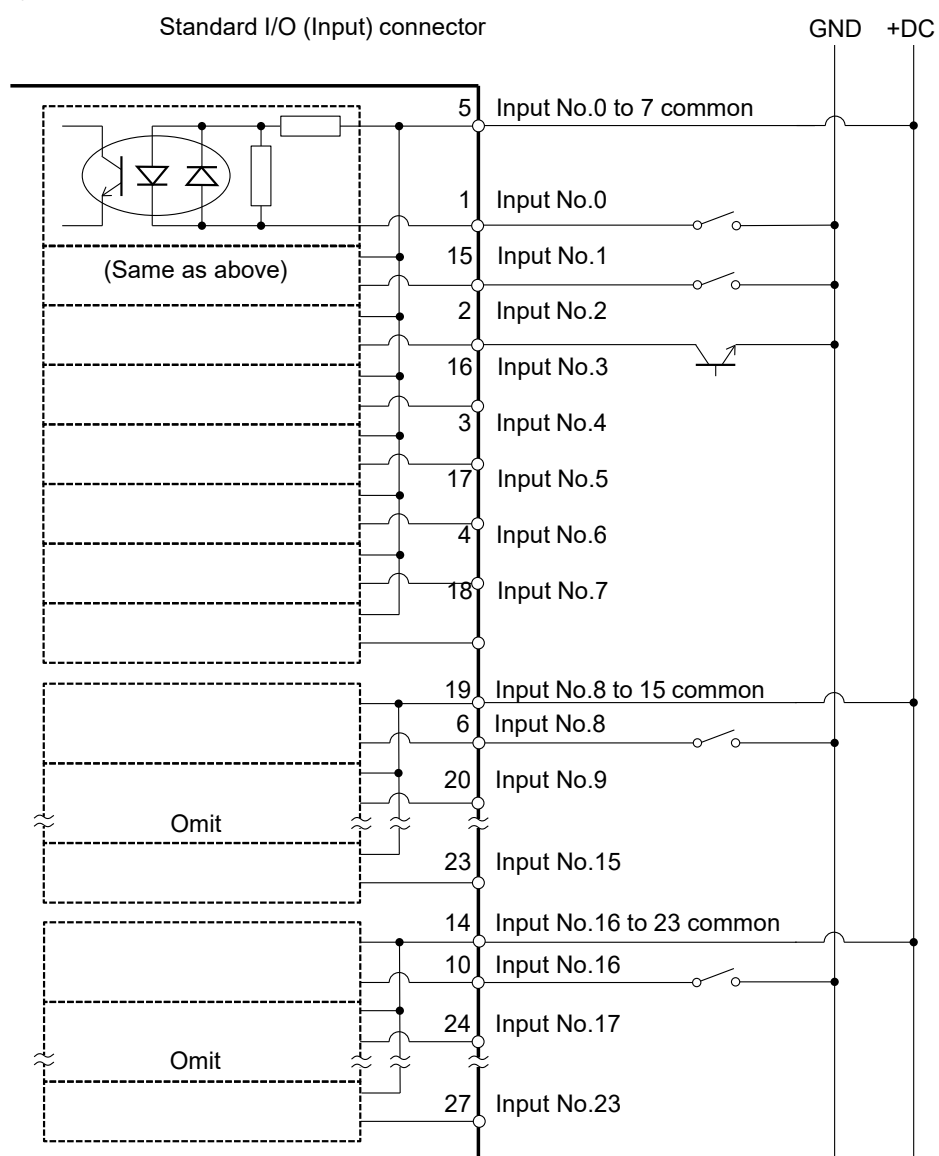 Standard I/O (Input) connector GND +DC
5 Input No.0 to 7 common
1 Input No.0
15 Input No.1
(Same as above)
2 Input No.2
16 Input No.3
3 Input No.4
17 Input No.5
4 Input No.6
18 Input No.7
19 Input No.8 to 15 common
6 Input No.8
20 Input No.9
Omit
23 Input No.15
14 Input No.16 to 23 common
10 Input No.16
24 Input No.17
Omit
27 Input No.23